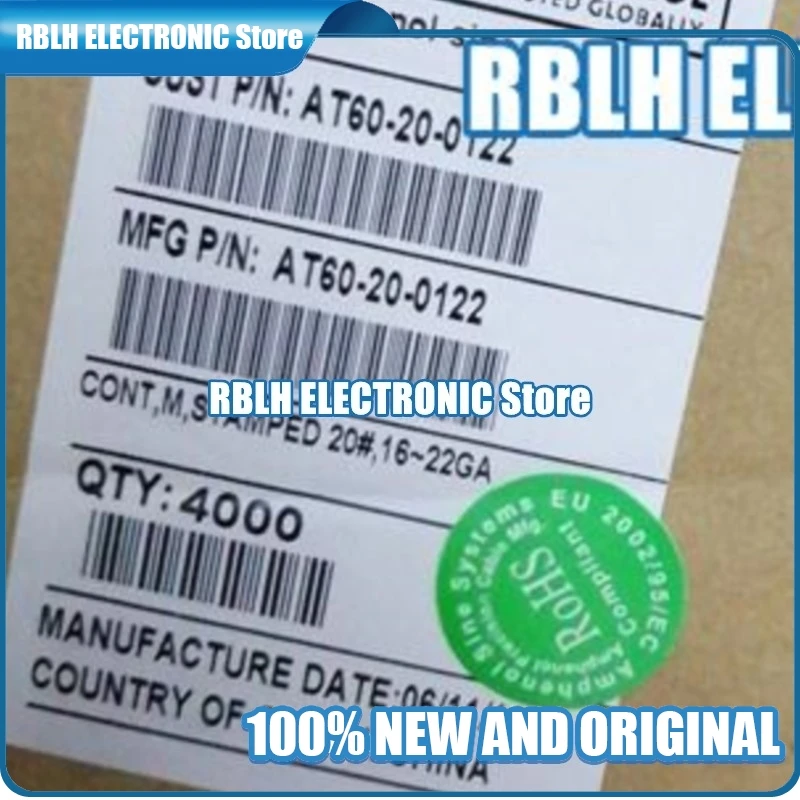 RBLH ELECTRONIC Store
GLOBALLY
RBLH EL
CUST P/N: AT60-20-0122
MFG P/N: AT60-20-0122
RBLH ELECTRONIC Store
CONT,M,STAMPED 20#,16~22GA
QTY: 4000
EU 2002/95/EC
Compliant
RoHS
Amphenol Sine Systems
MANUFACTURE DATE:06/
COUNTRY OF CHINA
100% NEW AND ORIGINAL